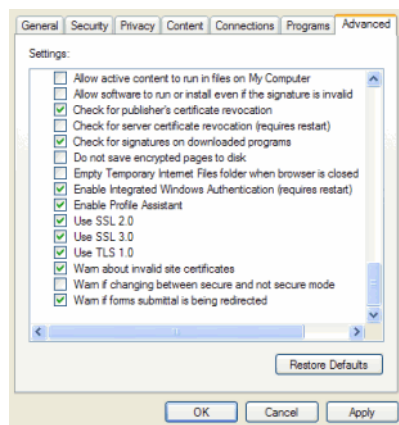 General Security Privacy Content Connections Programs Advanced
Settings:
Allow active content to run in files on My Computer
Allow software to run or install even if the signature is invalid
Check for publisher's certificate revocation
Check for server certificate revocation (requires restart)
Check for signatures on downloaded programs
Do not save encrypted pages to disk
Empty Temporary Internet Files folder when browser is closed
Enable Integrated Windows Authentication (requires restart)
Enable Profile Assistant
Use SSL 2.0
Use SSL 3.0
Use TLS 1.0
Warn about invalid site certificates
Warn if changing between secure and not secure mode
Warn if forms submittal is being redirected
Restore Defaults
OK Cancel Apply